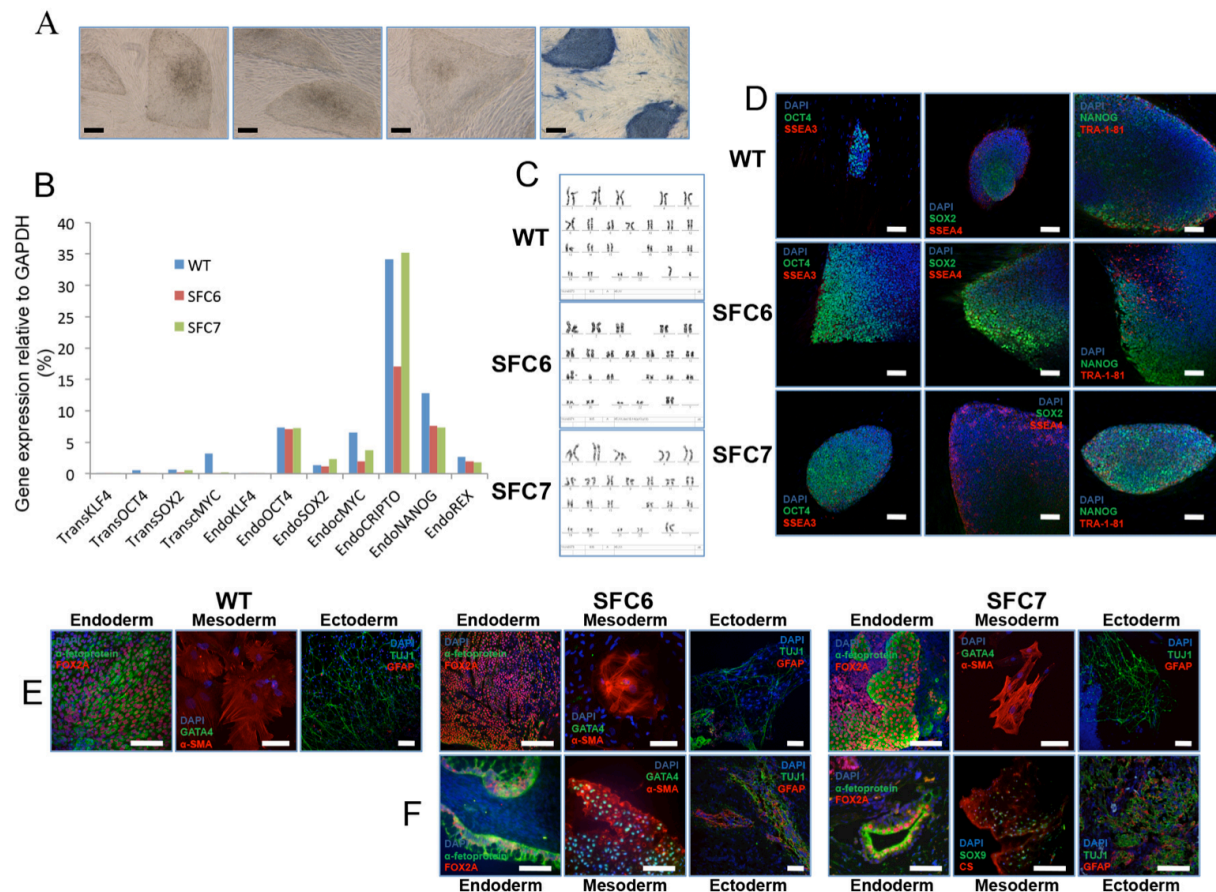 A
B
Gene expression relative to GAPDH
(%)
40
35
30
25
20
15
10
5
0
WT
SFC6
SFC7
TransKLF4
TransOCT4
TransSOX2
TranscMYC
EndoKLF4
EndoOCT4
EndoSOX2
EndocMYC
EndoCRIPTO
EndoNANOG
EndoREX
C
WT
SFC6
SFC7
D
WT
DAPI
OCT4
SSEA3
DAPI
SOX2
SSEA4
DAPI
NANOG
TRA-1-81
SFC6
DAPI
OCT4
SSEA3
DAPI
SOX2
SSEA4
DAPI
NANOG
TRA-1-81
SFC7
DAPI
OCT4
SSEA3
DAPI
SOX2
SSEA4
DAPI
NANOG
TRA-1-81
WT
Endoderm
Mesoderm
Ectoderm
SFC6
Endoderm
Mesoderm
Ectoderm
SFC7
Endoderm
Mesoderm
Ectoderm
E
DAPI
α-fetoprotein
FOX2A
DAPI
GATA4
α-SMA
DAPI
TUJ1
GFAP
DAPI
α-fetoprotein
FOX2A
DAPI
GATA4
α-SMA
DAPI
TUJ1
GFAP
DAPI
α-fetoprotein
FOX2A
DAPI
GATA4
α-SMA
DAPI
TUJ1
GFAP
F
DAPI
α-fetoprotein
FOX2A
DAPI
GATA4
α-SMA
DAPI
TUJ1
GFAP
DAPI
α-fetoprotein
FOX2A
DAPI
SOX9
CS
DAPI
TUJ1
GFAP
Endoderm
Mesoderm
Ectoderm
Endoderm
Mesoderm
Ectoderm